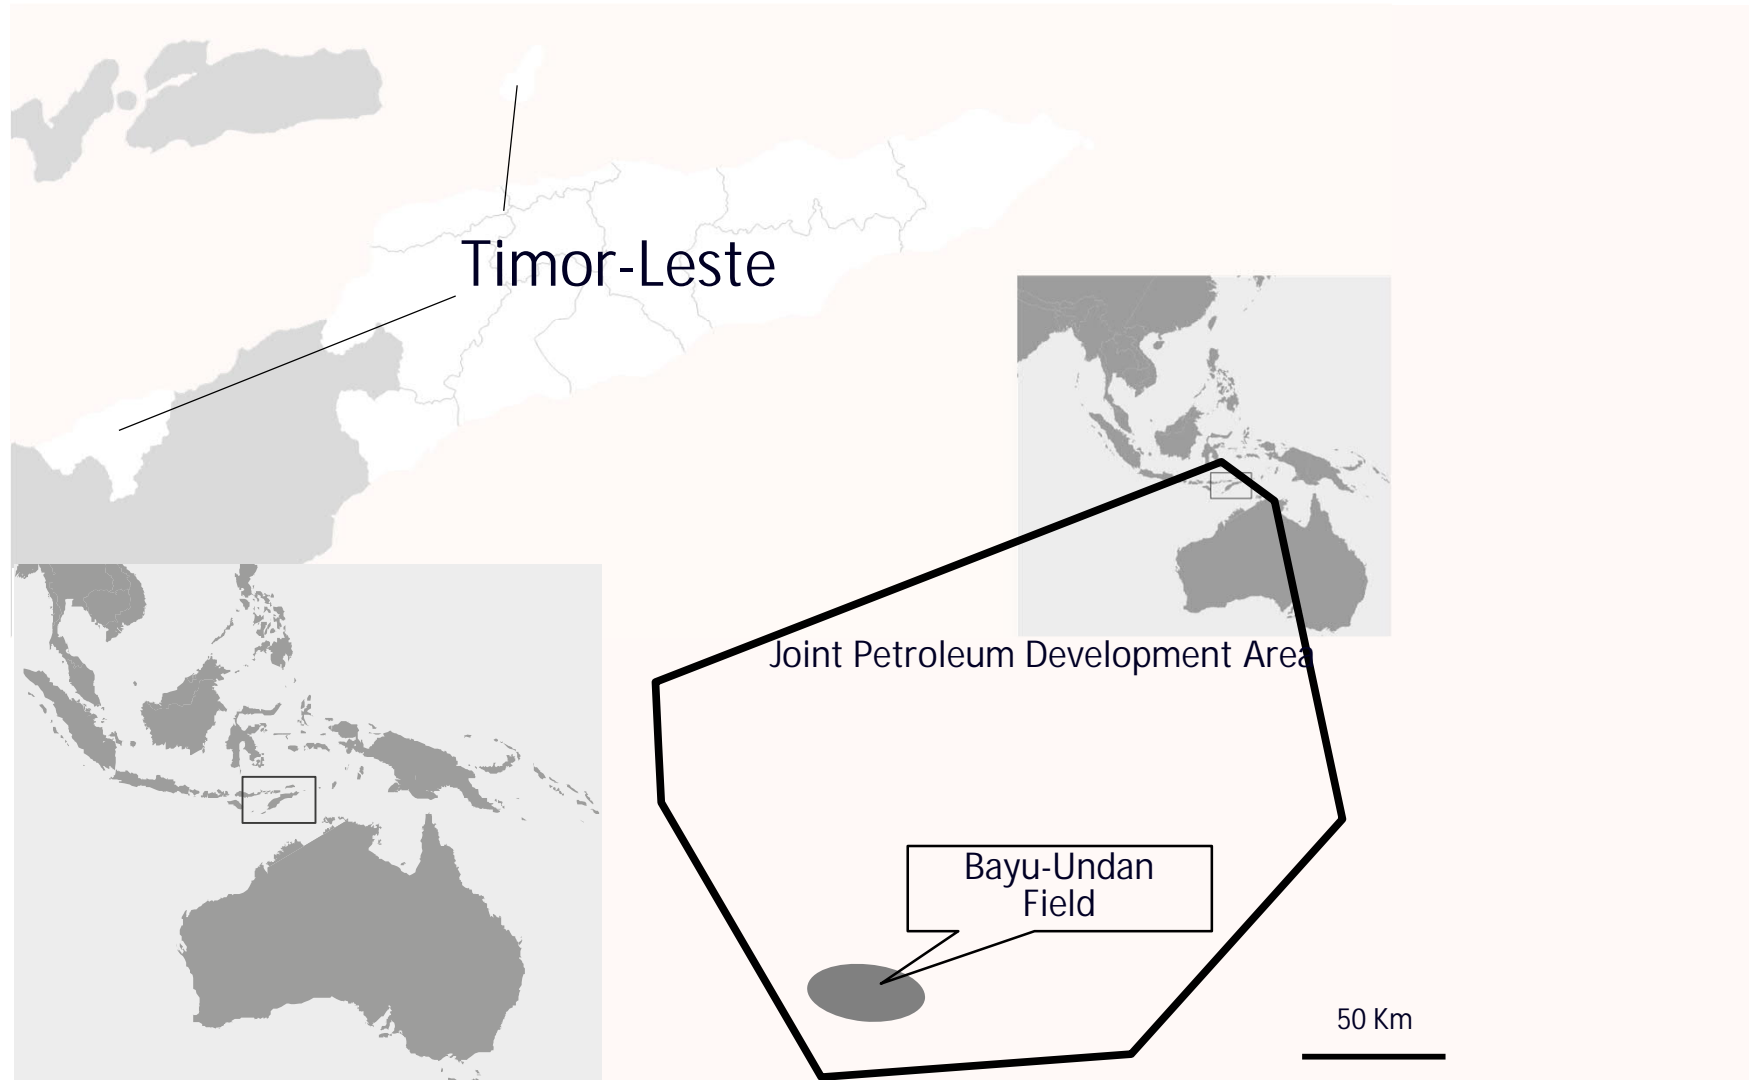 Timor-Leste
Joint Petroleum Development Area
Bayu-Undan
Field
50 Km